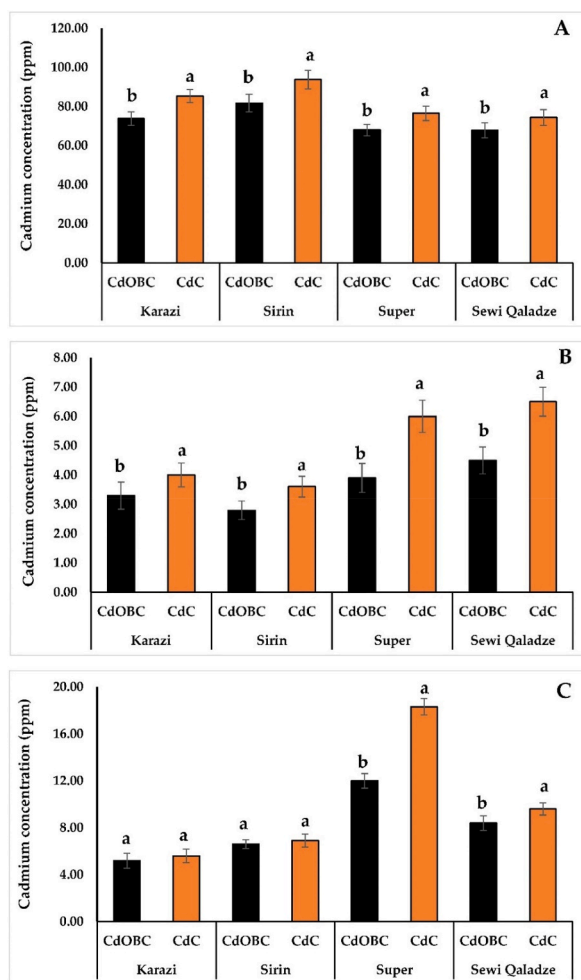 A
Cadmium concentration (ppm)
120.00
100.00
80.00
60.00
40.00
20.00
0.00
b a b a b a b a
CdOBC CdC CdOBC CdC CdOBC CdC CdOBC CdC
Karazi Sirin Super Sewi Qaladze
B
Cadmium concentration (ppm)
8.00
7.00
6.00
5.00
4.00
3.00
2.00
1.00
0.00
b a b a b a b a
CdOBC CdC CdOBC CdC CdOBC CdC CdOBC CdC
Karazi Sirin Super Sewi Qaladze
C
Cadmium concentration (ppm)
20.00
16.00
12.00
8.00
4.00
0.00
a a a a b a b a
CdOBC CdC CdOBC CdC CdOBC CdC CdOBC CdC
Karazi Sirin Super Sewi Qaladze